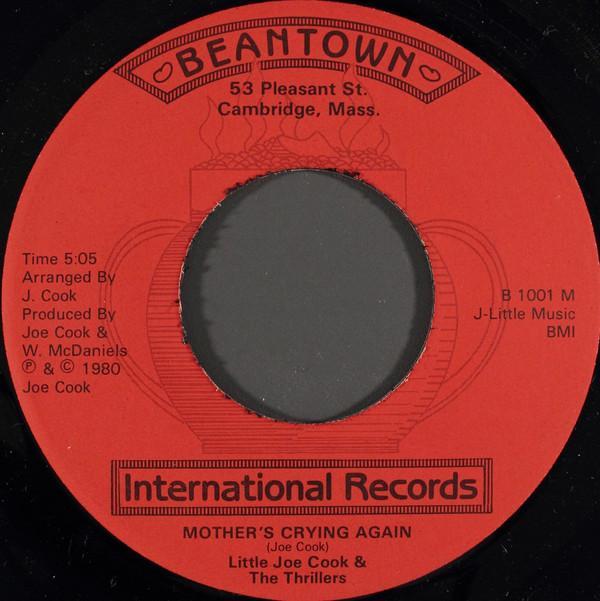 BEANTOWN
53 Pleasant St.
Cambridge, Mass.
Time 5:05
Arranged By
J. Cook
Produced By
Joe Cook &
W. McDaniels
℗ & © 1980
Joe Cook
B 1001 M
J-Little Music
BMI
International Records
MOTHER'S CRYING AGAIN
(Joe Cook)
Little Joe Cook &
The Thrillers